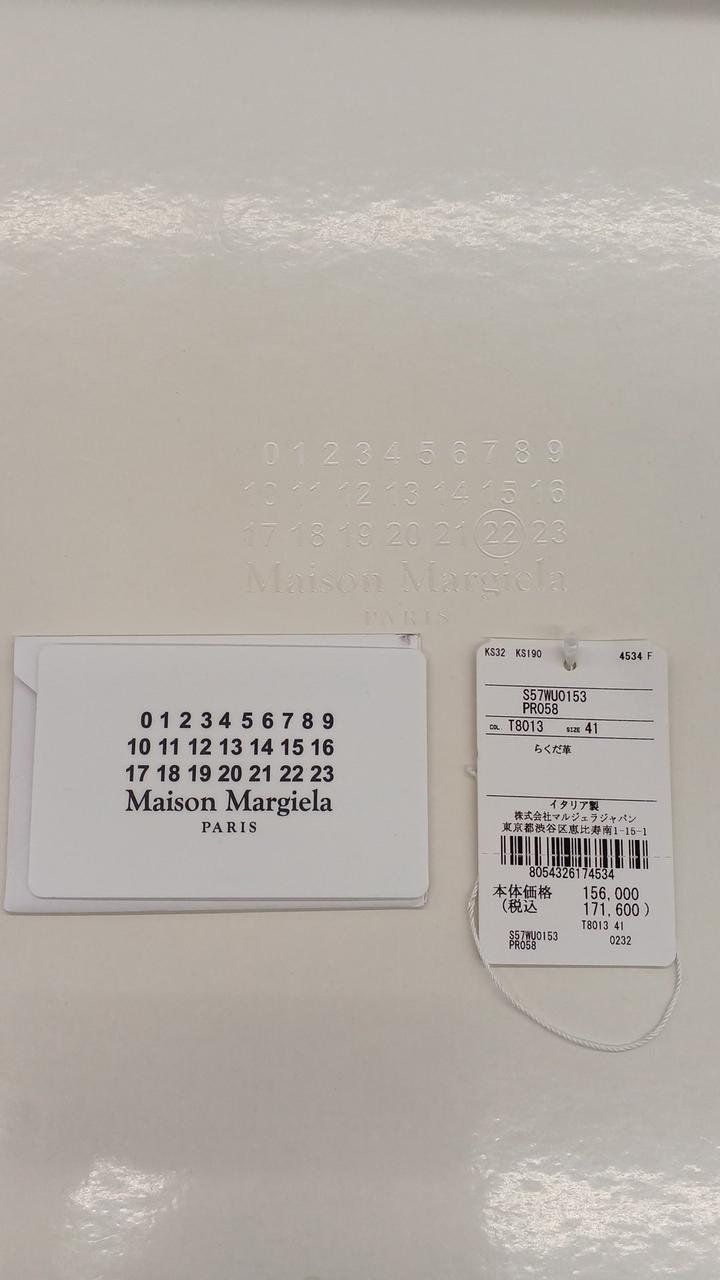 0 1 2 3 4 5 6 7 8 9
10 11 12 13 14 15 16
17 18 19 20 21 22 23
Maison Margiela
PARIS
0 1 2 3 4 5 6 7 8 9
10 11 12 13 14 15 16
17 18 19 20 21 22 23
Maison Margiela
PARIS
KS32 KS190 4534 F
S57WU0153
PR058
COL. T8013 SIZE 41
らくだ革
イタリア製
株式会社マルジェラジャパン
東京都渋谷区恵比寿南1-15-1
8054326174534
本体価格 156,000
(税込 171,600)
T8013 41
S57WU0153 0232
PR058